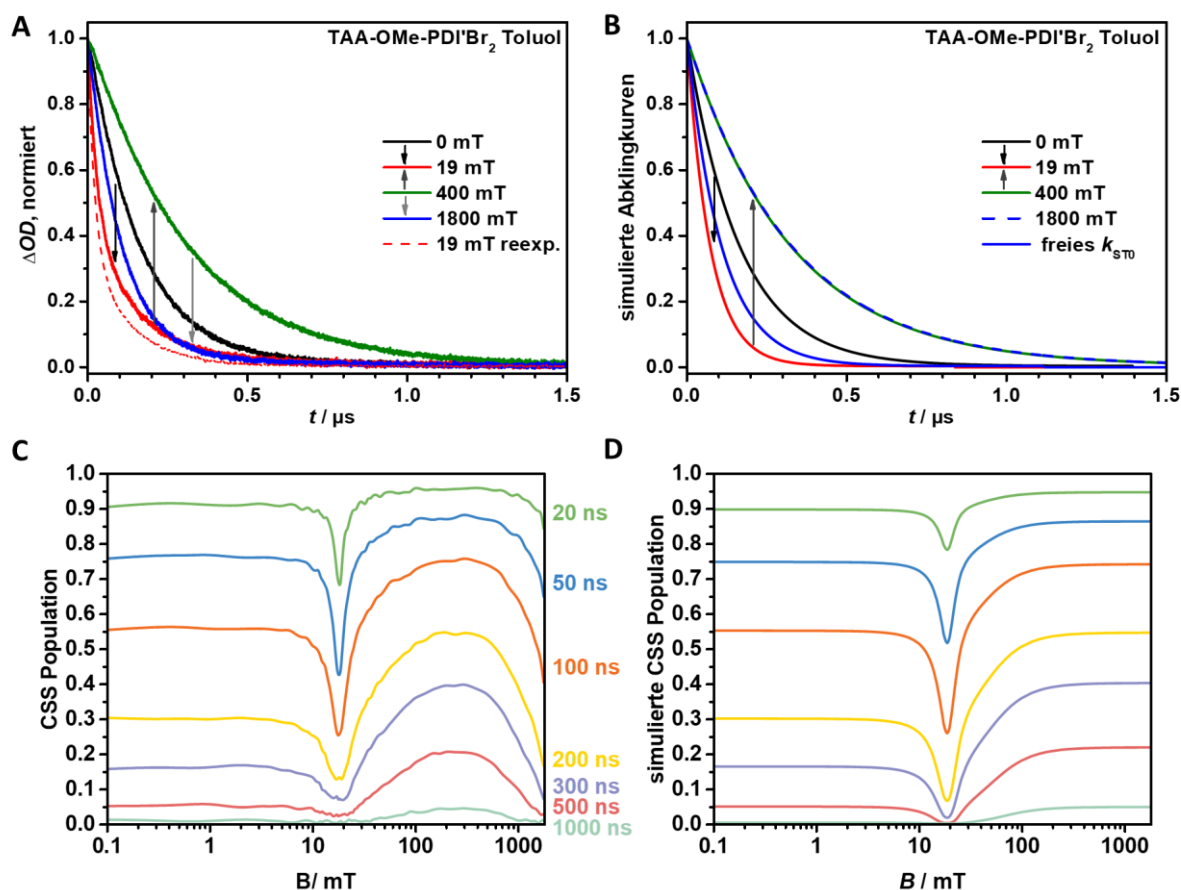 A
TAA-OMe-PDI'Br₂ Toluol
1.0
0.8
0.6
0.4
0.2
0.0
ΔOD, normiert
0 mT
19 mT
400 mT
1800 mT
19 mT reexp.
0.0 0.5 1.0 1.5
t / µs
B
TAA-OMe-PDI'Br₂ Toluol
1.0
0.8
0.6
0.4
0.2
0.0
simulierte Abklingkurven
0 mT
19 mT
400 mT
1800 mT
freies k_ST0
0.0 0.5 1.0 1.5
t / µs
C
1.0
0.9
0.8
0.7
0.6
0.5
0.4
0.3
0.2
0.1
0.0
CSS Population
20 ns
50 ns
100 ns
200 ns
300 ns
500 ns
1000 ns
0.1 1 10 100 1000
B/ mT
D
1.0
0.9
0.8
0.7
0.6
0.5
0.4
0.3
0.2
0.1
0.0
simulierte CSS Population
0.1 1 10 100 1000
B / mT